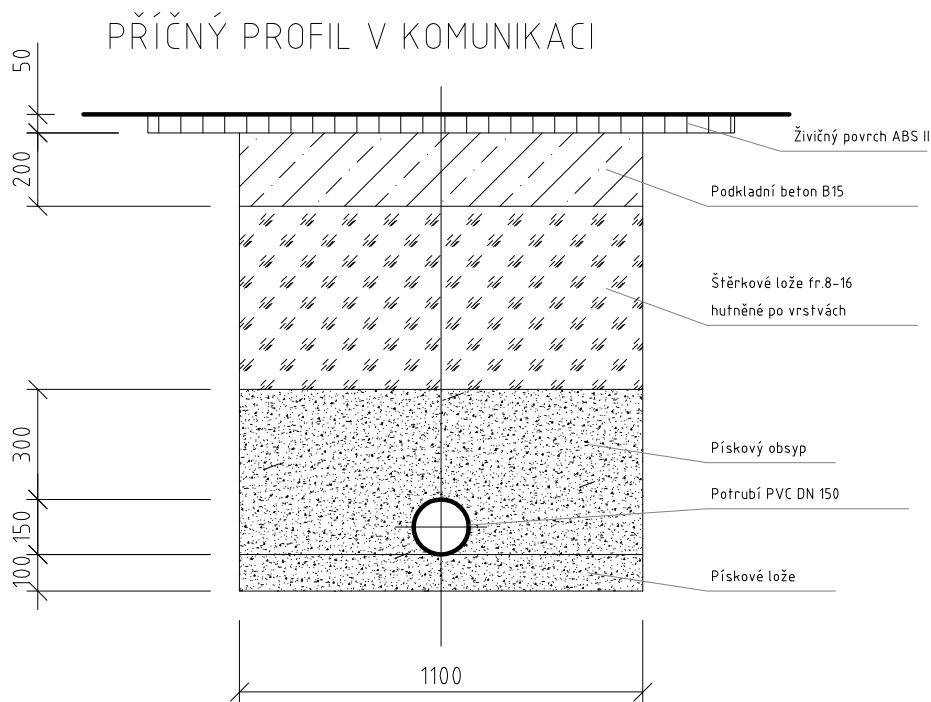 PŘÍČNÝ PROFIL V KOMUNIKACI
50
Živičný povrch ABS II
200
Podkladní beton B15
Štěrkové lože fr.8-16
hutněné po vrstvách
300
Pískový obsyp
Potrubí PVC DN 150
150
100
Pískové lože
1100